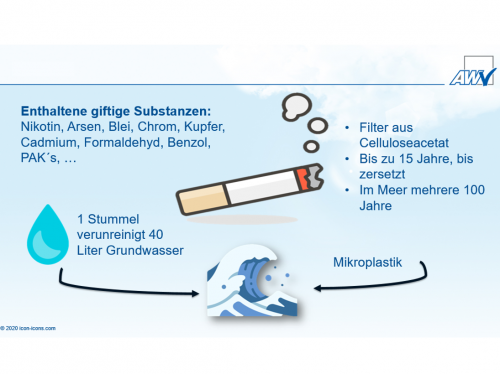 AWV
Enthaltene giftige Substanzen:
Nikotin, Arsen, Blei, Chrom, Kupfer,
Cadmium, Formaldehyd, Benzol,
PAK´s, …
• Filter aus
Celluloseacetat
• Bis zu 15 Jahre, bis
zersetzt
• Im Meer mehrere 100
Jahre
1 Stummel
verunreinigt 40
Liter Grundwasser
Mikroplastik
© 2020 icon-icons.com